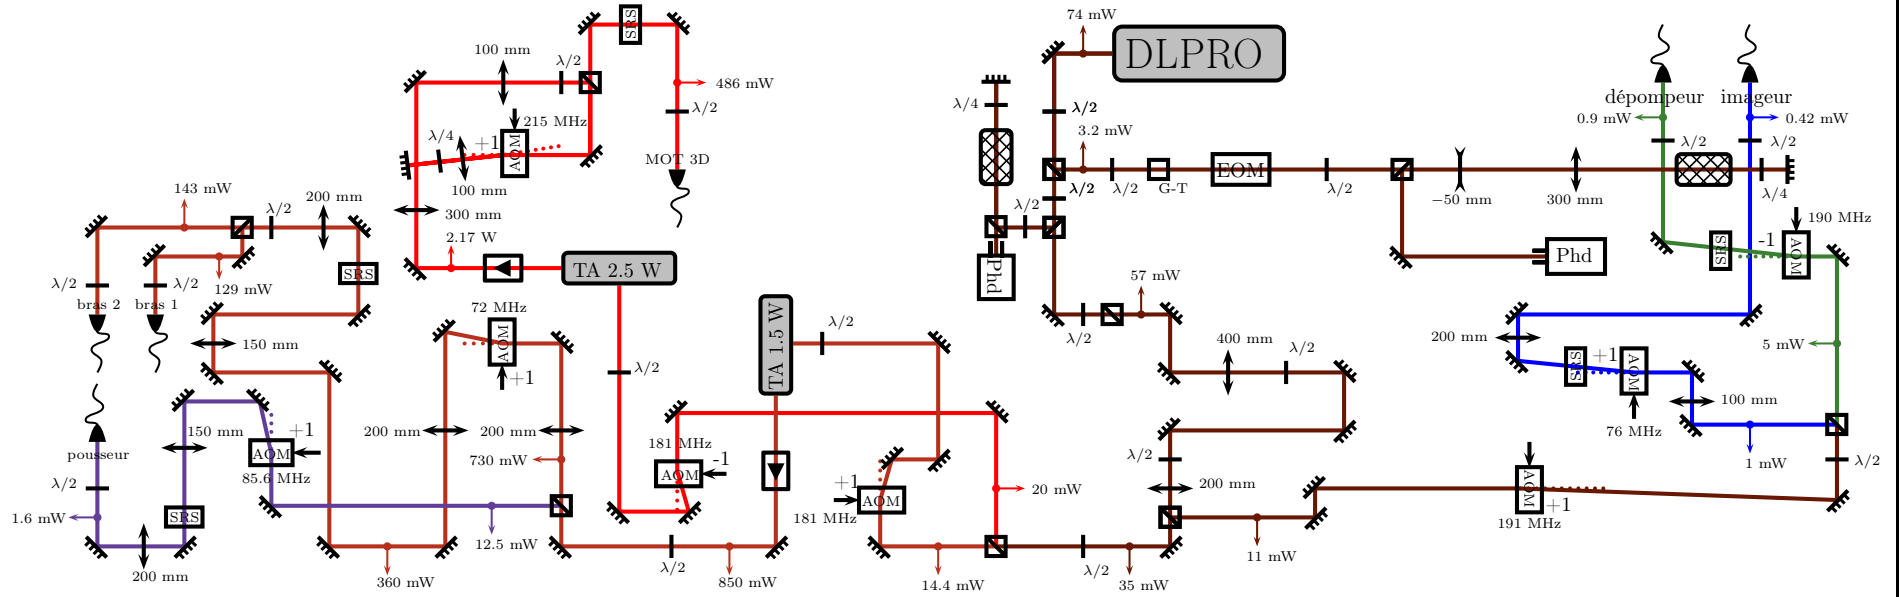 SRS
74 mW
DLPRO
100 mm
λ/2
486 mW
λ/2
λ/4
λ/2
dépompeur
imageur
0.9 mW
0.42 mW
215 MHz
λ/4
+1
AOM
3.2 mW
λ/2
λ/2
MOT 3D
100 mm
λ/2
λ/2
G-T
EOM
λ/2
-50 mm
300 mm
λ/4
143 mW
λ/2
200 mm
300 mm
λ/2
190 MHz
2.17 W
-1
SRS
AOM
TA 2.5 W
SRS
Phd
Phd
λ/2
λ/2
129 mW
57 mW
bras 2
bras 1
72 MHz
AOM
TA 1.5 W
λ/2
λ/2
150 mm
400 mm
λ/2
200 mm
5 mW
+1
SRS
AOM
λ/2
+1
100 mm
76 MHz
150 mm
+1
200 mm
200 mm
181 MHz
-1
AOM
pousseur
AOM
85.6 MHz
730 mW
λ/2
1 mW
λ/2
λ/2
200 mm
20 mW
+1
AOM
181 MHz
AOM
+1
191 MHz
1.6 mW
SRS
12.5 mW
11 mW
200 mm
360 mW
λ/2
850 mW
14.4 mW
λ/2
35 mW